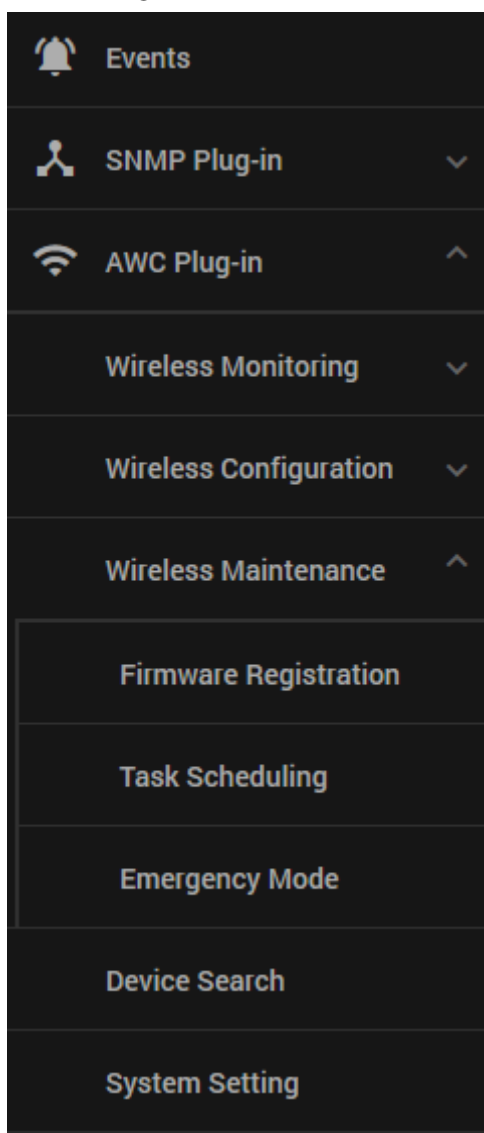 Events
SNMP Plug-in
AWC Plug-in
Wireless Monitoring
Wireless Configuration
Wireless Maintenance
Firmware Registration
Task Scheduling
Emergency Mode
Device Search
System Setting